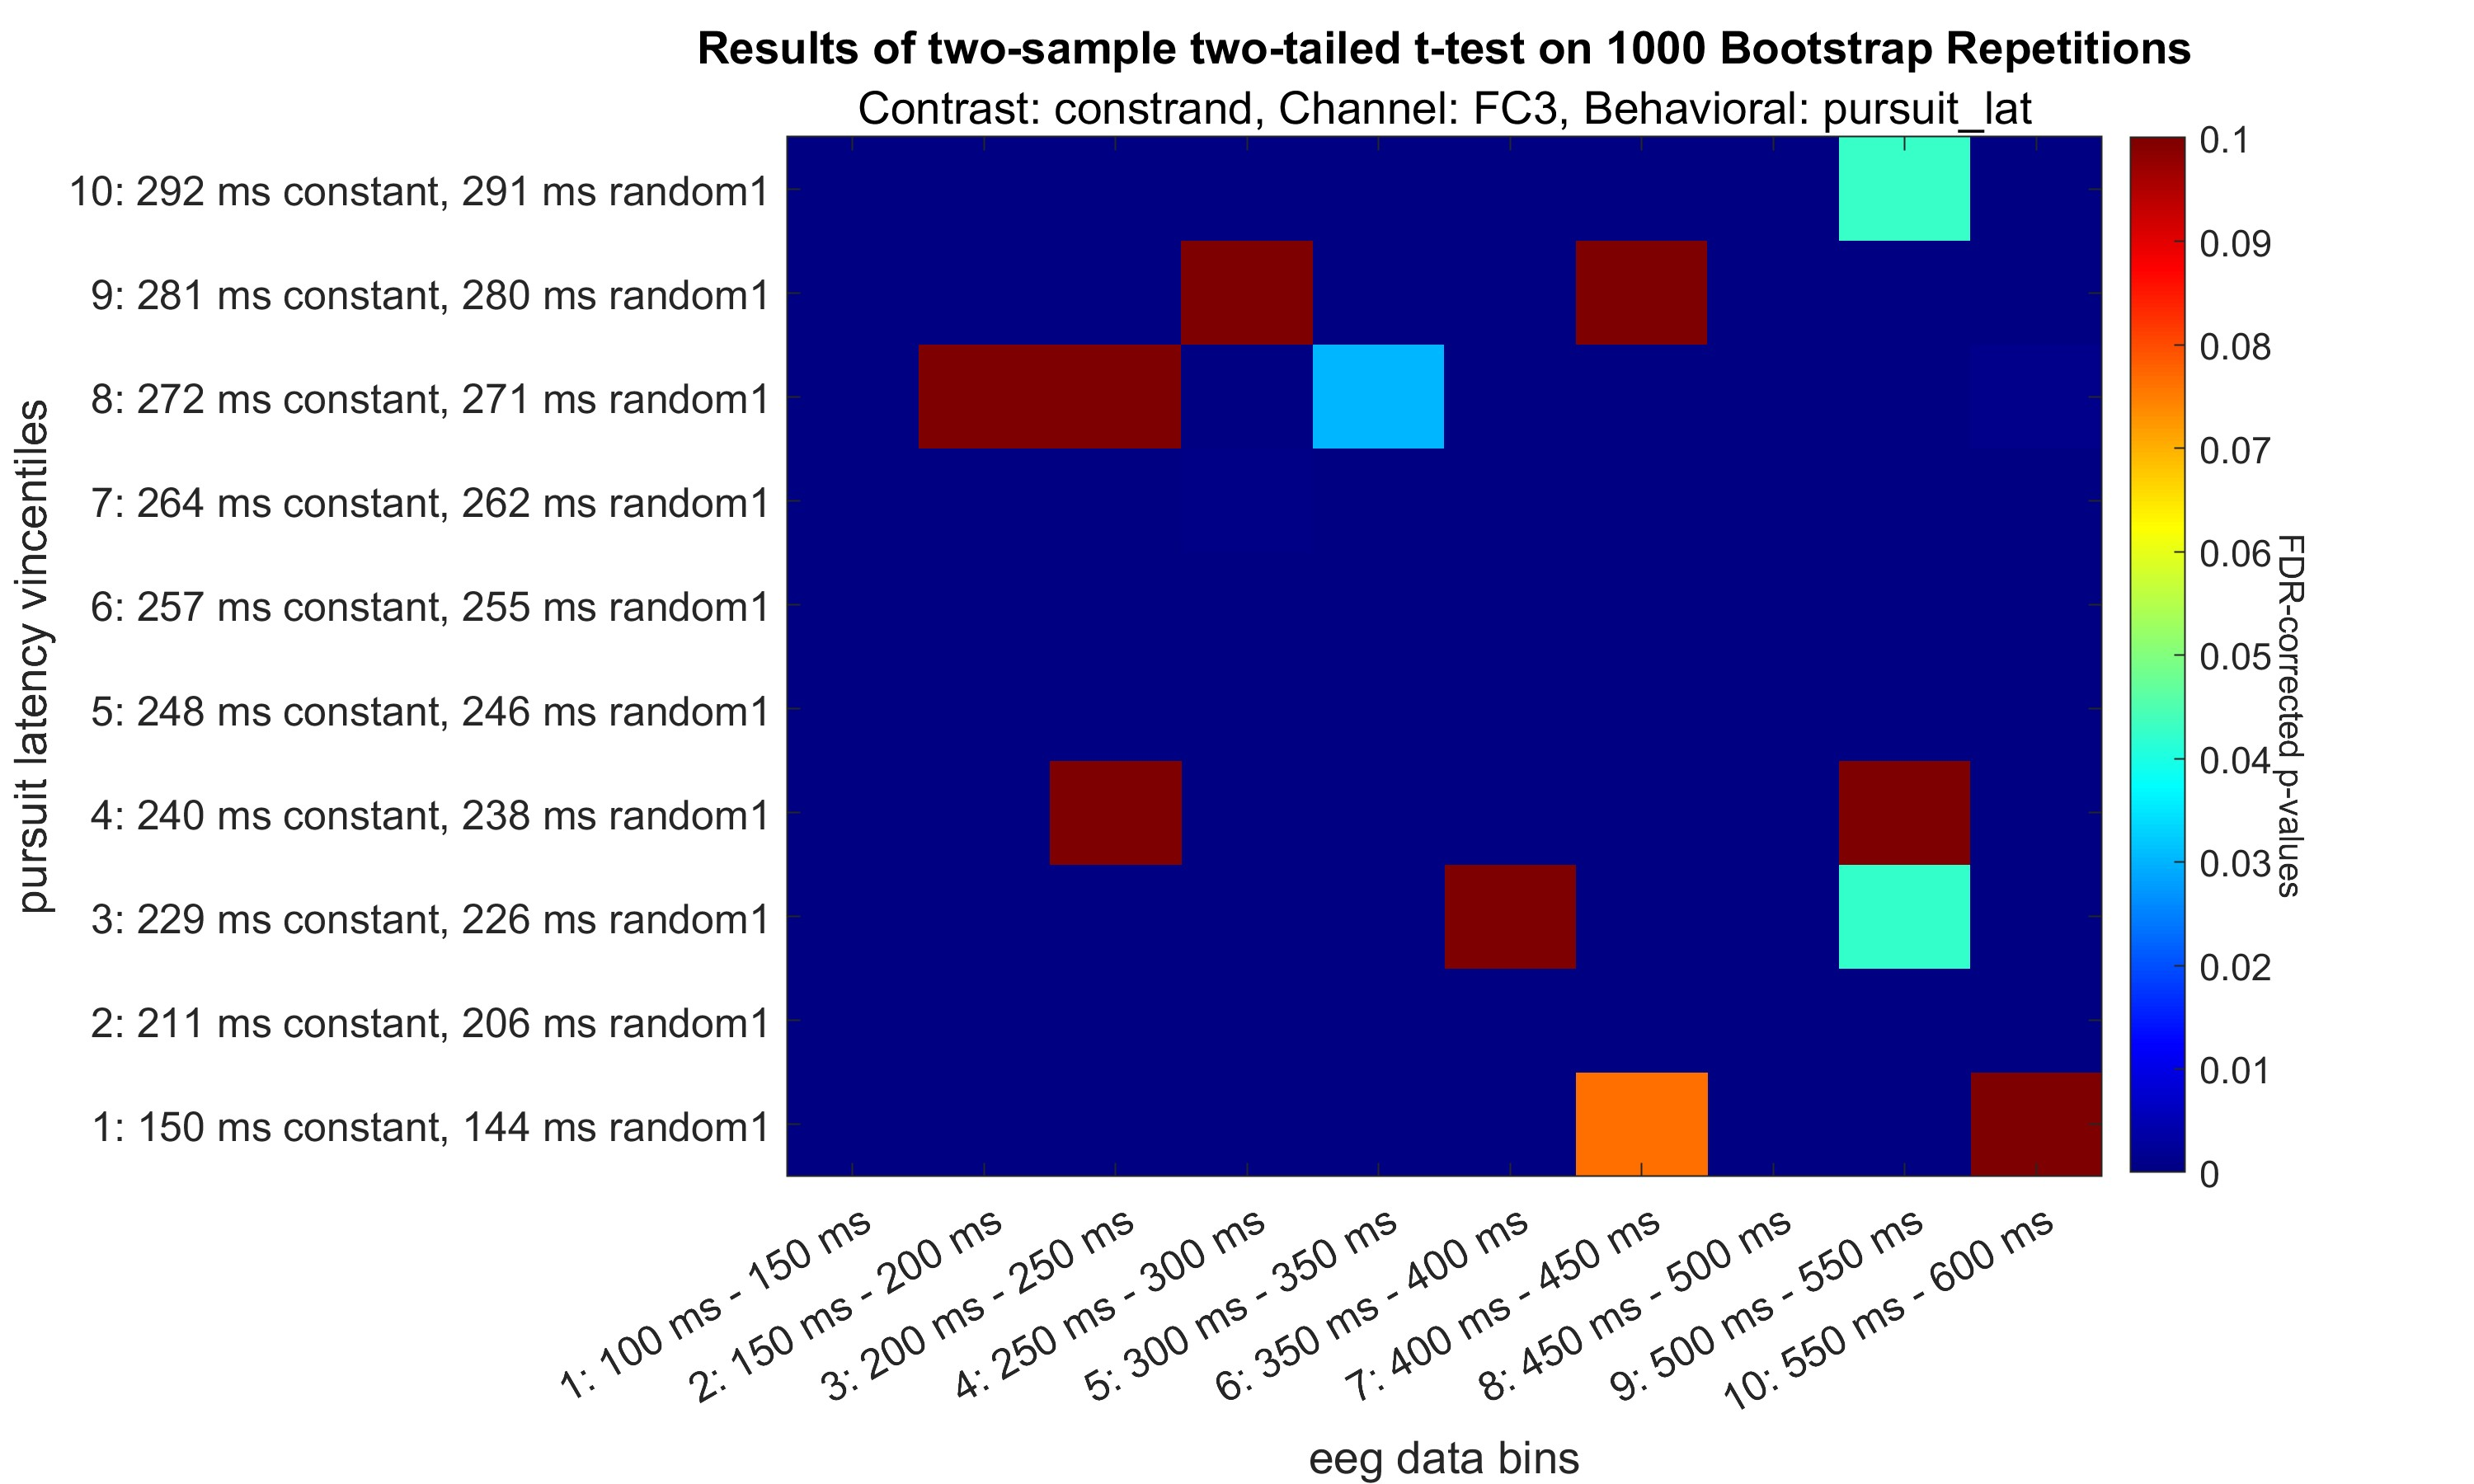 Results of two-sample two-tailed t-test on 1000 Bootstrap Repetitions
Contrast: constrand, Channel: FC3, Behavioral: pursuit_lat
pursuit latency vincentiles
10: 292 ms constant, 291 ms random1
9: 281 ms constant, 280 ms random1
8: 272 ms constant, 271 ms random1
7: 264 ms constant, 262 ms random1
6: 257 ms constant, 255 ms random1
5: 248 ms constant, 246 ms random1
4: 240 ms constant, 238 ms random1
3: 229 ms constant, 226 ms random1
2: 211 ms constant, 206 ms random1
1: 150 ms constant, 144 ms random1
1: 100 ms - 150 ms
2: 150 ms - 200 ms
3: 200 ms - 250 ms
4: 250 ms - 300 ms
5: 300 ms - 350 ms
6: 350 ms - 400 ms
7: 400 ms - 450 ms
8: 450 ms - 500 ms
9: 500 ms - 550 ms
10: 550 ms - 600 ms
eeg data bins
0.1
0.09
0.08
0.07
0.06
0.05
0.04
0.03
0.02
0.01
0
FDR-corrected p-values